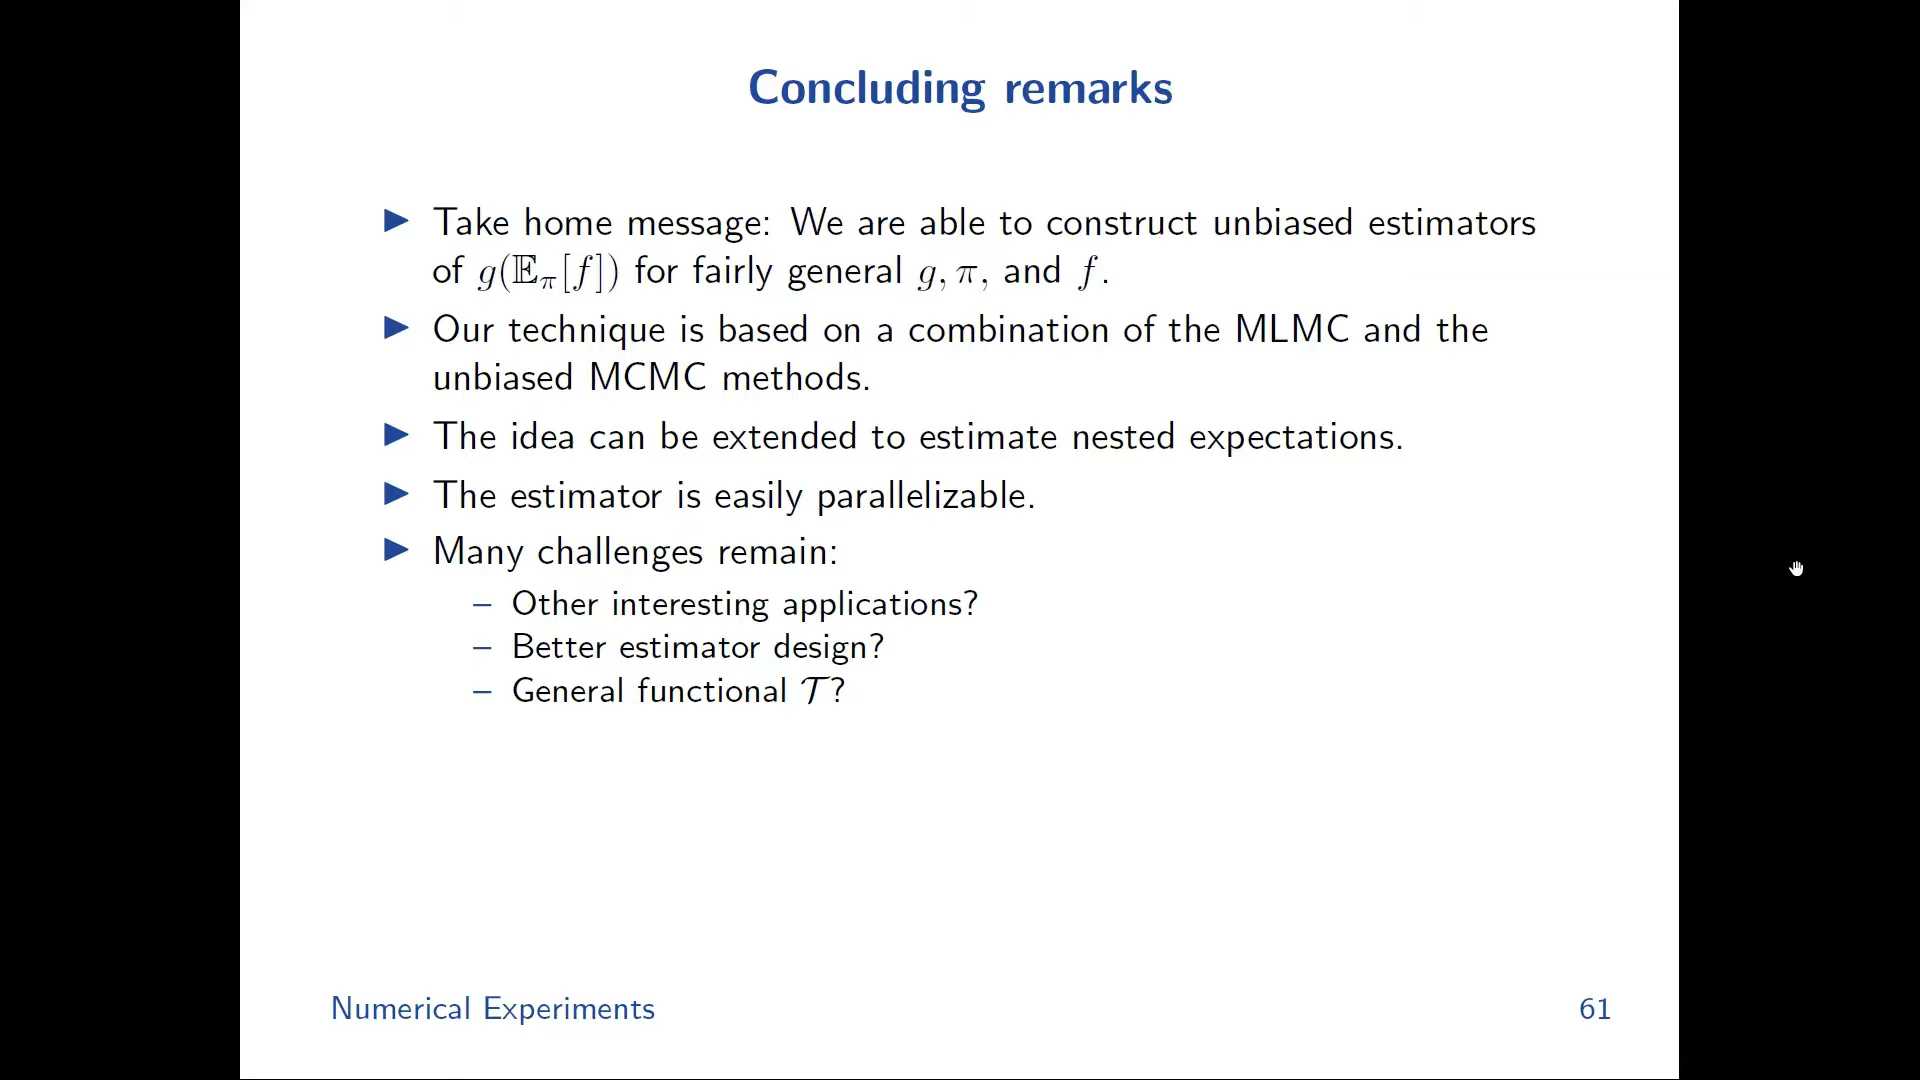 Concluding remarks
▶ Take home message: We are able to construct unbiased estimators
of g(𝔼π[f]) for fairly general g, π, and f.
▶ Our technique is based on a combination of the MLMC and the
unbiased MCMC methods.
▶ The idea can be extended to estimate nested expectations.
▶ The estimator is easily parallelizable.
▶ Many challenges remain:
– Other interesting applications?
– Better estimator design?
– General functional 𝒯?
Numerical Experiments
61